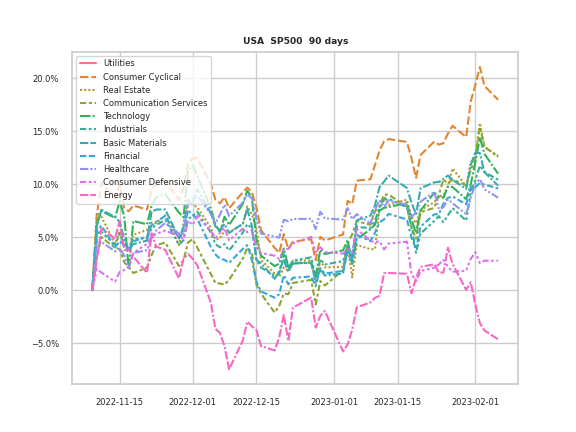 USA SP500 90 days
20.0%
15.0%
10.0%
5.0%
0.0%
−5.0%
Utilities
Consumer Cyclical
Real Estate
Communication Services
Technology
Industrials
Basic Materials
Financial
Healthcare
Consumer Defensive
Energy
2022-11-15
2022-12-01
2022-12-15
2023-01-01
2023-01-15
2023-02-01